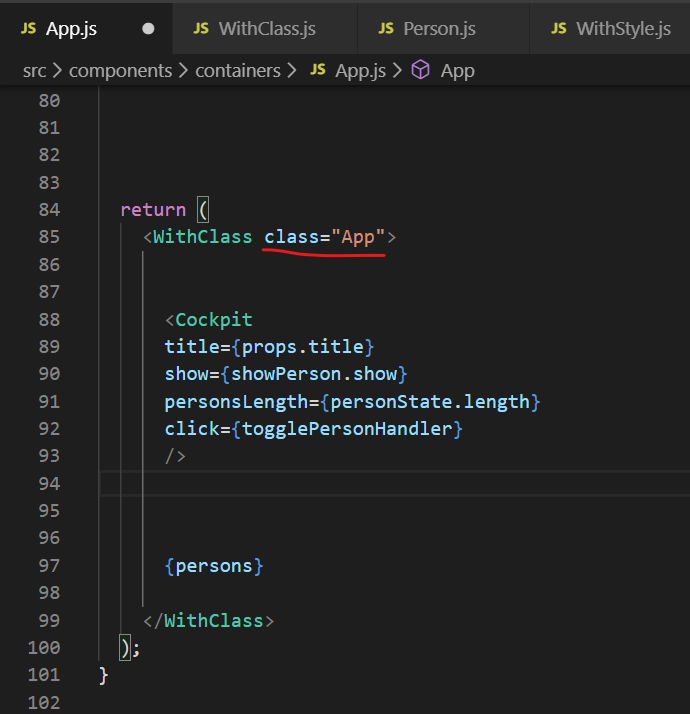 JS App.js ● JS WithClass.js JS Person.js JS WithStyle.js
src > components > containers > JS App.js > App
80
81
82
83
84 return (
85 <WithClass class="App">
86
87
88 <Cockpit
89 title={props.title}
90 show={showPerson.show}
91 personsLength={personState.length}
92 click={togglePersonHandler}
93 />
94
95
96
97 {persons}
98
99 </WithClass>
100 );
101 }
102